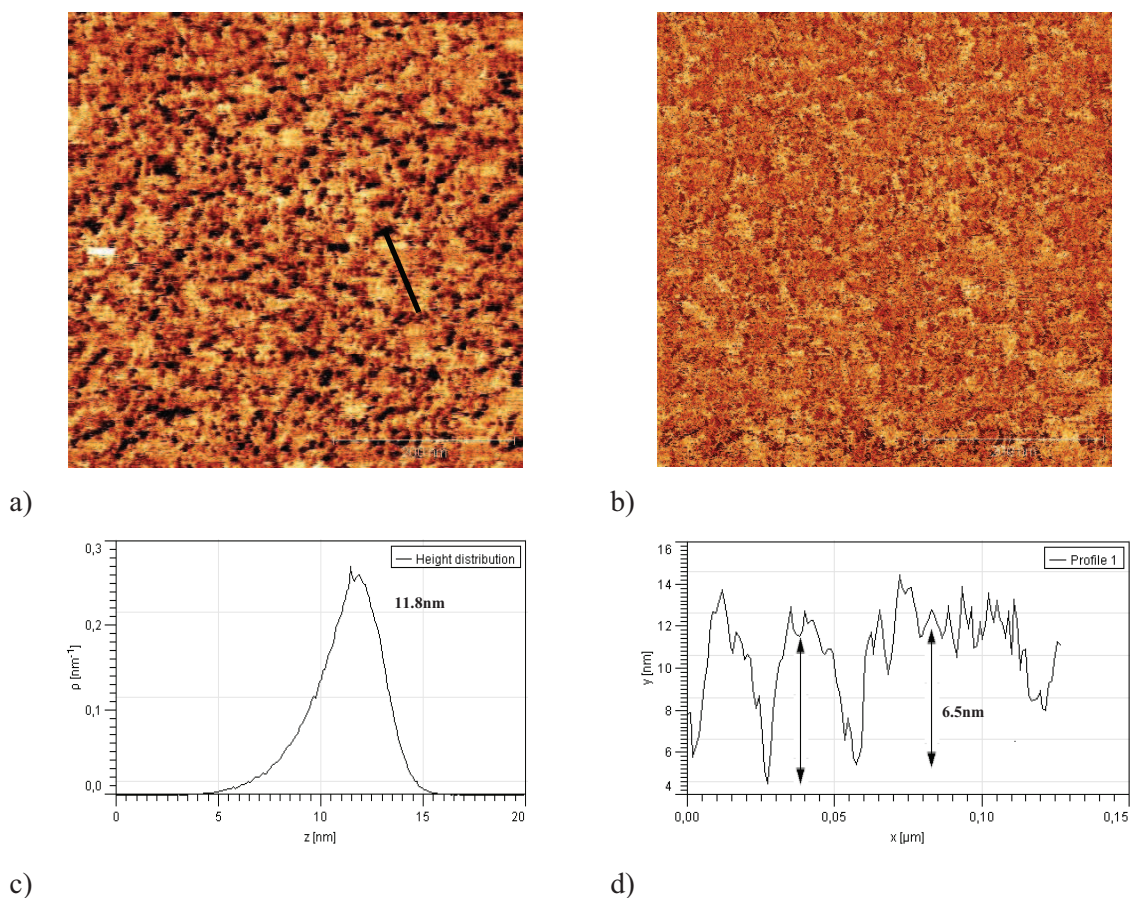 200 nm
a)
b)
0,3
0,2
0,1
0,0
ρ [nm⁻¹]
Height distribution
11.8nm
0
5
10
15
20
z [nm]
16
14
12
10
8
6
4
y [nm]
Profile 1
6.5nm
0,00
0,05
0,10
0,15
x [µm]
c)
d)